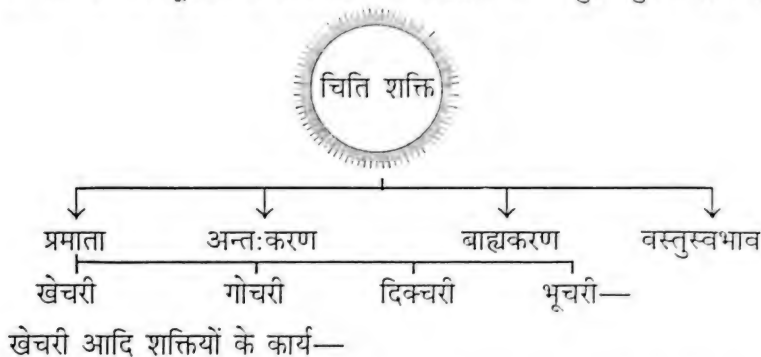 चिति शक्ति
प्रमाता अन्तःकरण बाह्यकरण वस्तुस्वभाव
खेचरी गोचरी दिक्चरी भूचरी—
खेचरी आदि शक्तियों के कार्य—